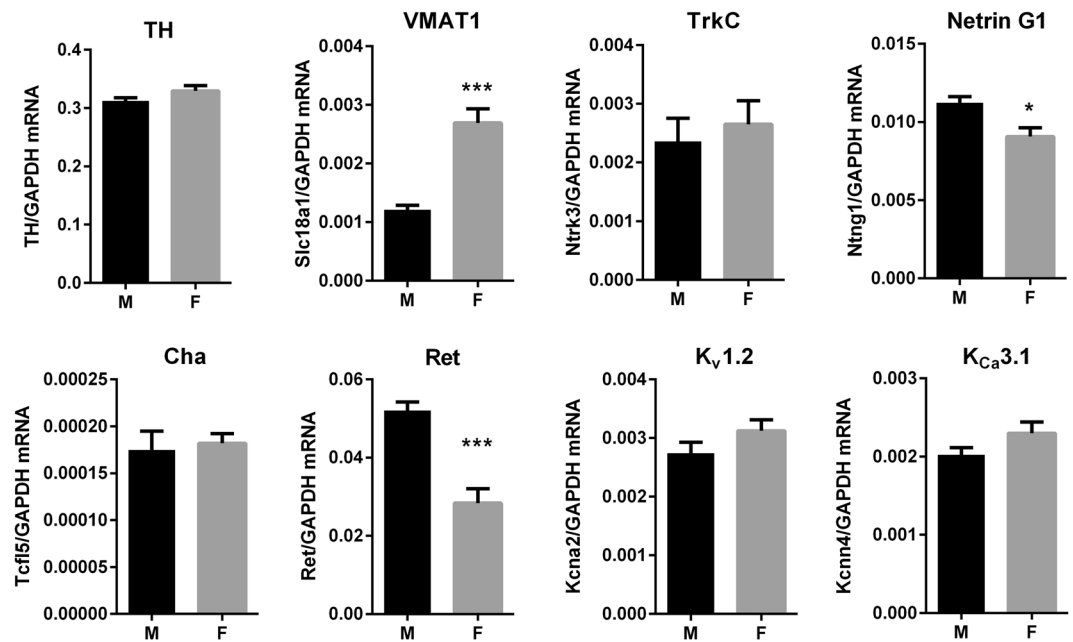 TH
TH/GAPDH mRNA
0.4
0.3
0.2
0.1
0.0
M F
VMAT1
Slc18a1/GAPDH mRNA
0.004
0.003
0.002
0.001
0.000
***
M F
TrkC
Ntrk3/GAPDH mRNA
0.004
0.003
0.002
0.001
0.000
M F
Netrin G1
Ntng1/GAPDH mRNA
0.015
0.010
0.005
0.000
*
M F
Cha
Tcfl5/GAPDH mRNA
0.00025
0.00020
0.00015
0.00010
0.00005
0.00000
M F
Ret
Ret/GAPDH mRNA
0.06
0.04
0.02
0.00
***
M F
Kv1.2
Kcna2/GAPDH mRNA
0.004
0.003
0.002
0.001
0.000
M F
KCa3.1
Kcnn4/GAPDH mRNA
0.003
0.002
0.001
0.000
M F